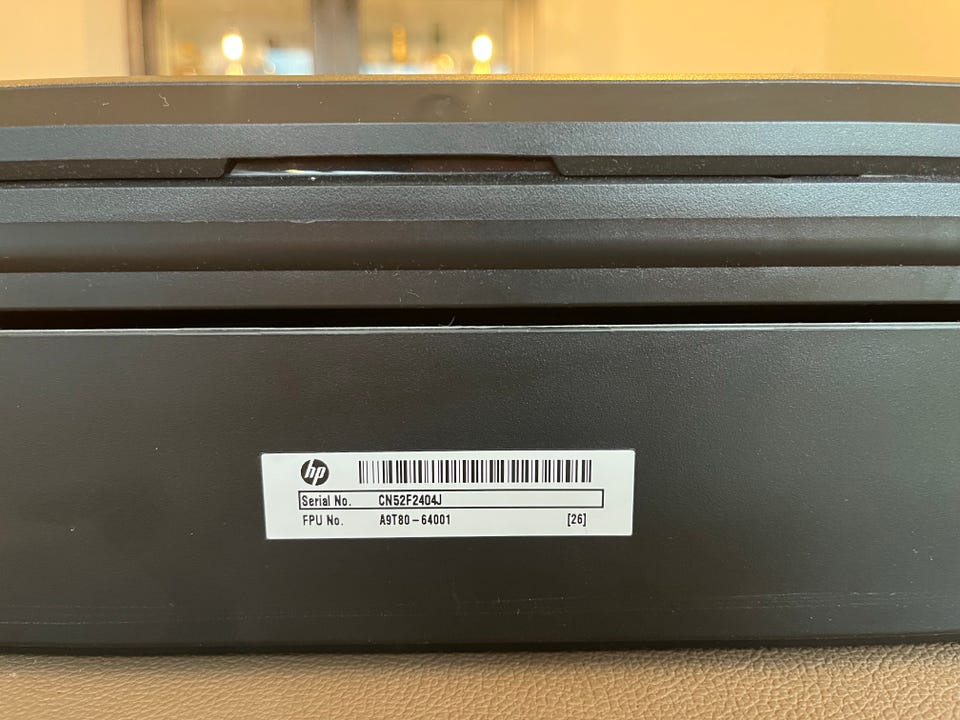 hp
Serial No. CN52F2404J
FPU No. A9T80-64001 [26]